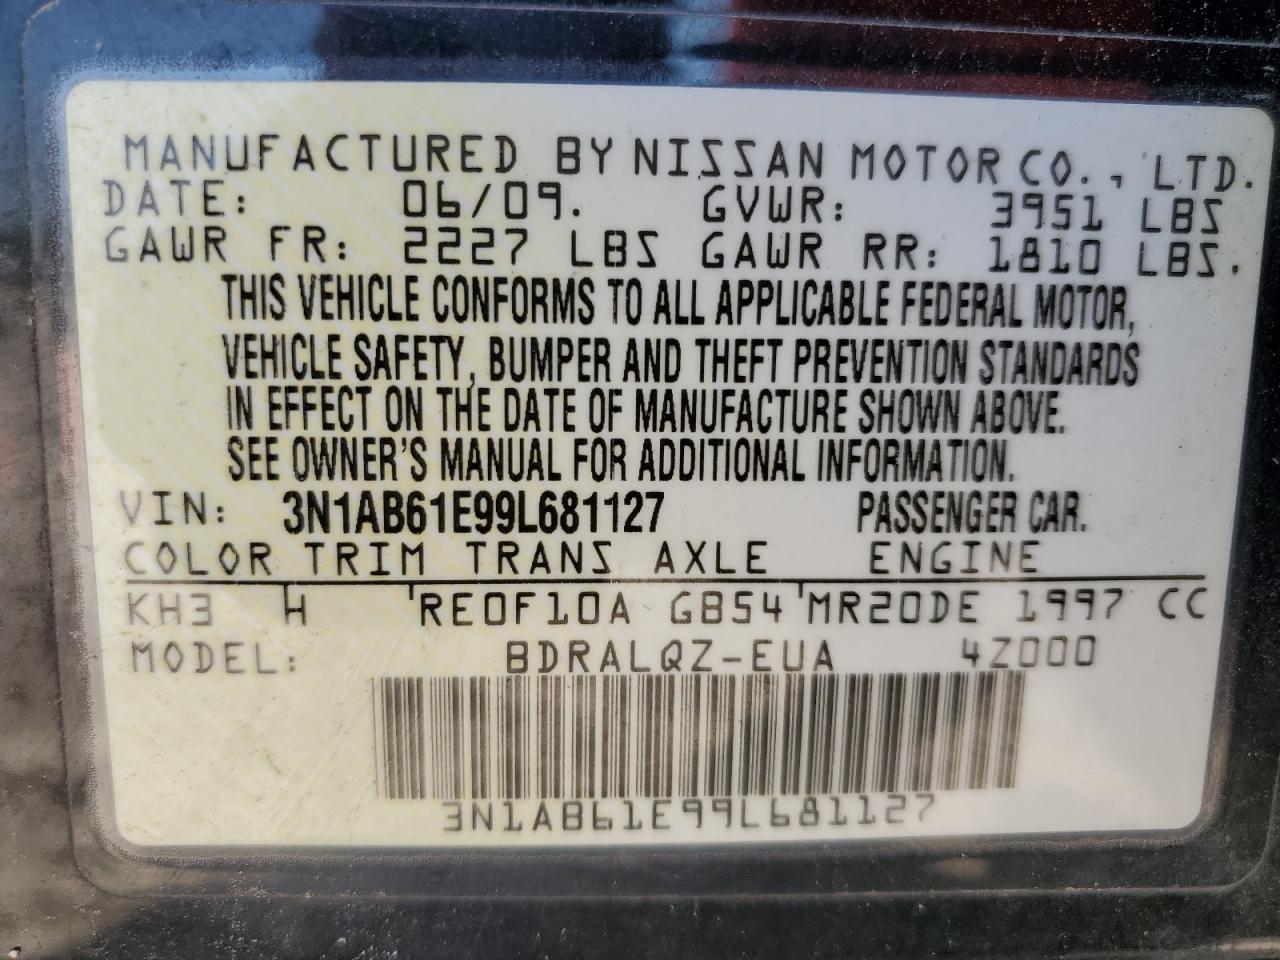 MANUFACTURED BY NISSAN MOTOR CO., LTD.
DATE: 06/09. GVWR: 3951 LBS
GAWR FR: 2227 LBS GAWR RR: 1810 LBS.
THIS VEHICLE CONFORMS TO ALL APPLICABLE FEDERAL MOTOR,
VEHICLE SAFETY, BUMPER AND THEFT PREVENTION STANDARDS
IN EFFECT ON THE DATE OF MANUFACTURE SHOWN ABOVE.
SEE OWNER'S MANUAL FOR ADDITIONAL INFORMATION.
VIN: 3N1AB61E99L681127 PASSENGER CAR.
COLOR TRIM TRANS AXLE ENGINE
KH3 H 'RE0F10A GB54 'MR20DE 1997 CC
MODEL: BDRALQZ-EUA 4Z000
3N1AB61E99L681127